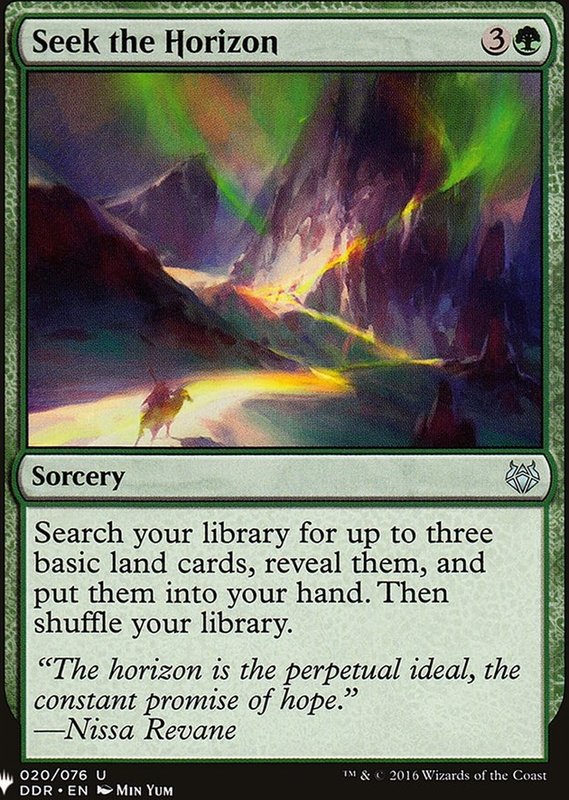 Seek the Horizon 3
Sorcery
Search your library for up to three
basic land cards, reveal them, and
put them into your hand. Then
shuffle your library.
“The horizon is the perpetual ideal, the
constant promise of hope.”
—Nissa Revane
020/076 U
DDR • EN Min Yum
™ & © 2016 Wizards of the Coast